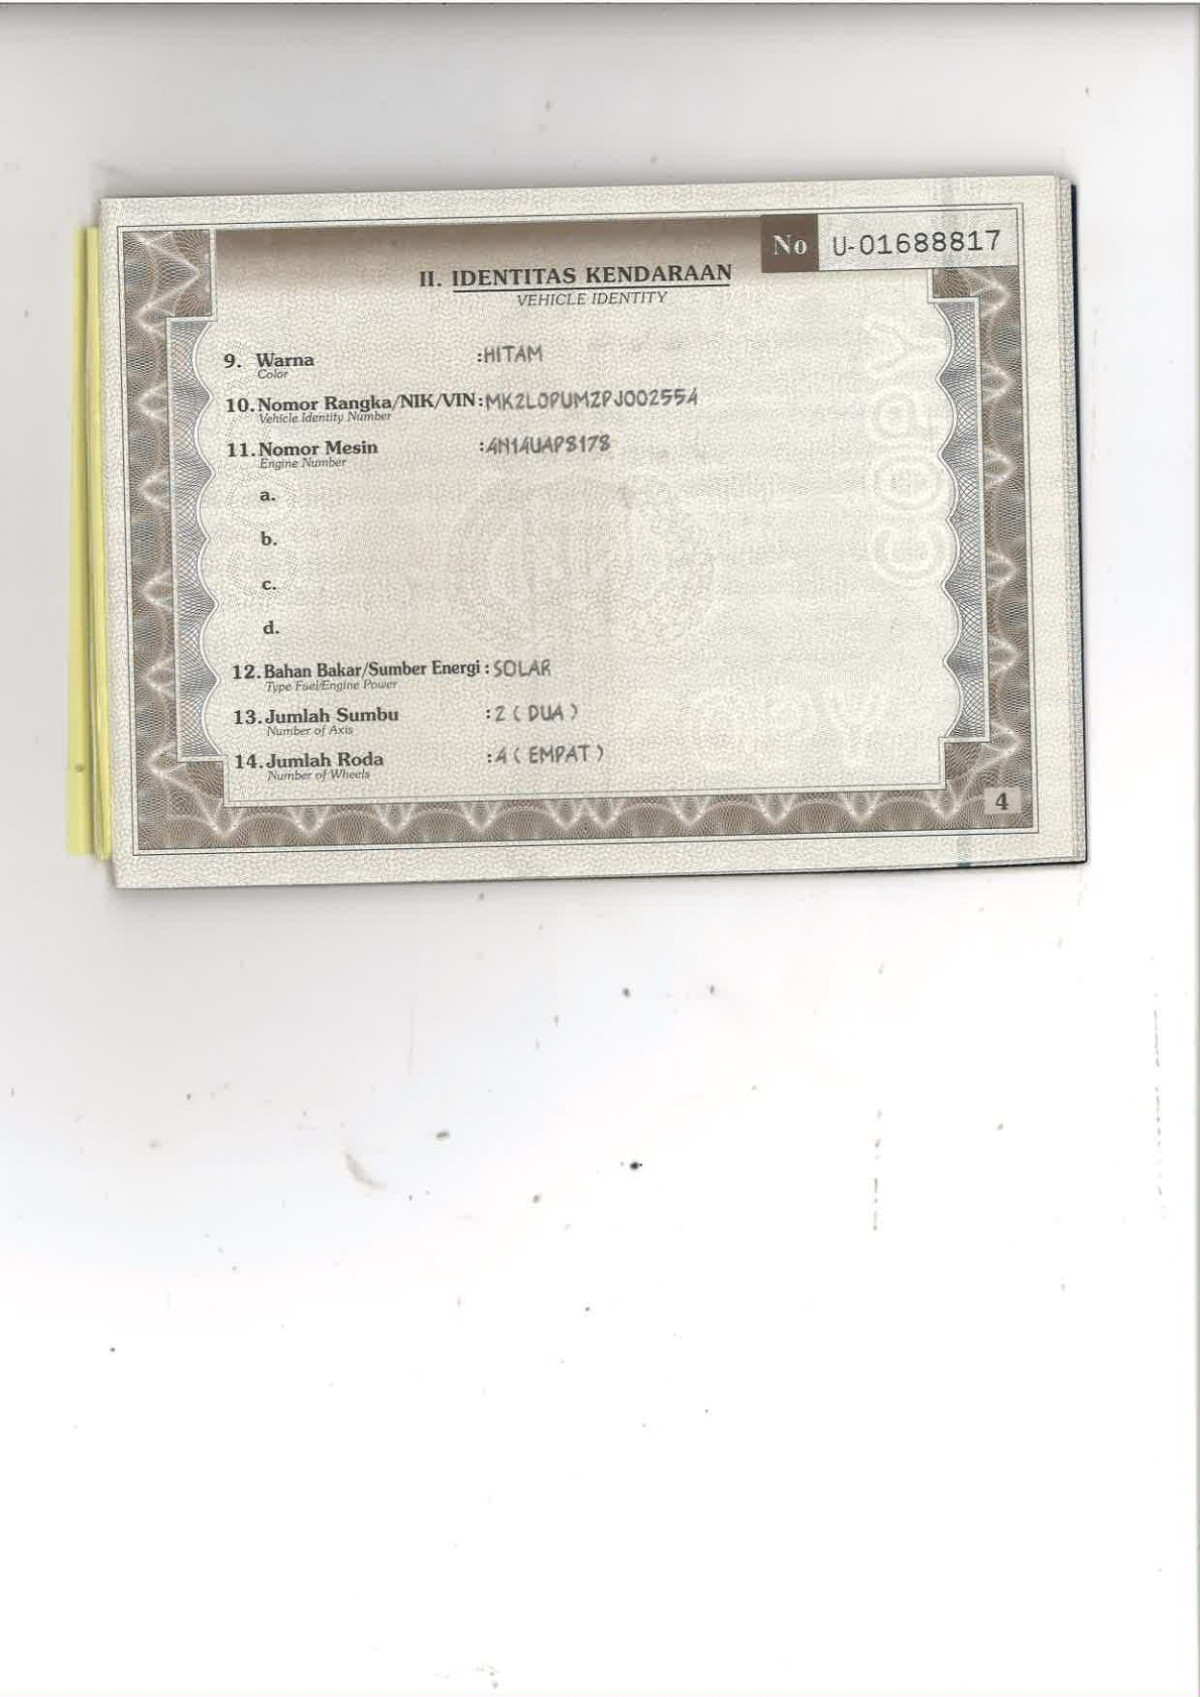 No U-01688817
II. IDENTITAS KENDARAAN
VEHICLE IDENTITY
9. Warna :HITAM
Color
10. Nomor Rangka/NIK/VIN :MK2L0PUMZPJ002554
Vehicle Identity Number
11. Nomor Mesin :4N14UAP8178
Engine Number
a.
b.
c.
d.
12. Bahan Bakar/Sumber Energi : SOLAR
Type Fuel/Engine Power
13. Jumlah Sumbu :2 ( DUA )
Number of Axis
14. Jumlah Roda :4 ( EMPAT )
Number of Wheels
COPY
4